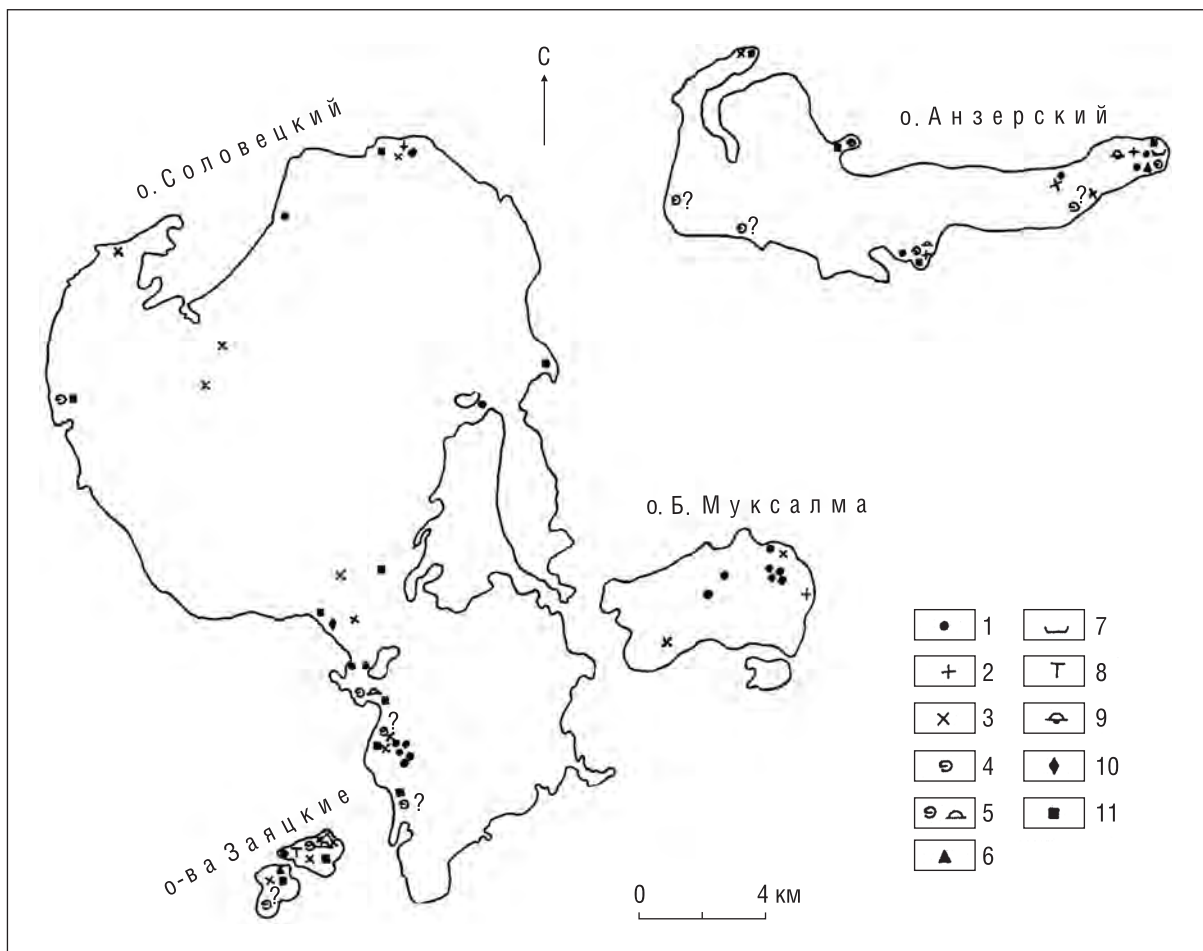 С
о. Соловецкий
о. Анзерский
?
?
?
о. Б. Муксалма
?
?
о-ва Заяцкие
?
1
2
3
4
5
6
7
8
9
10
11
0 4 км